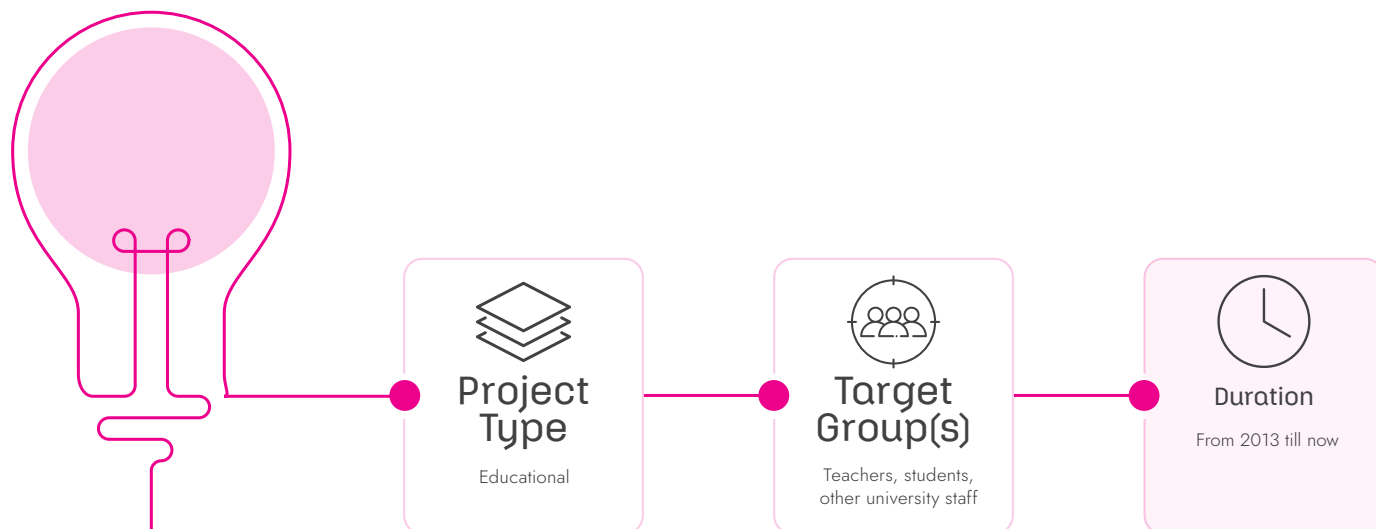 Project
Type
Educational
Target
Group(s)
Teachers, students,
other university staff
Duration
From 2013 till now